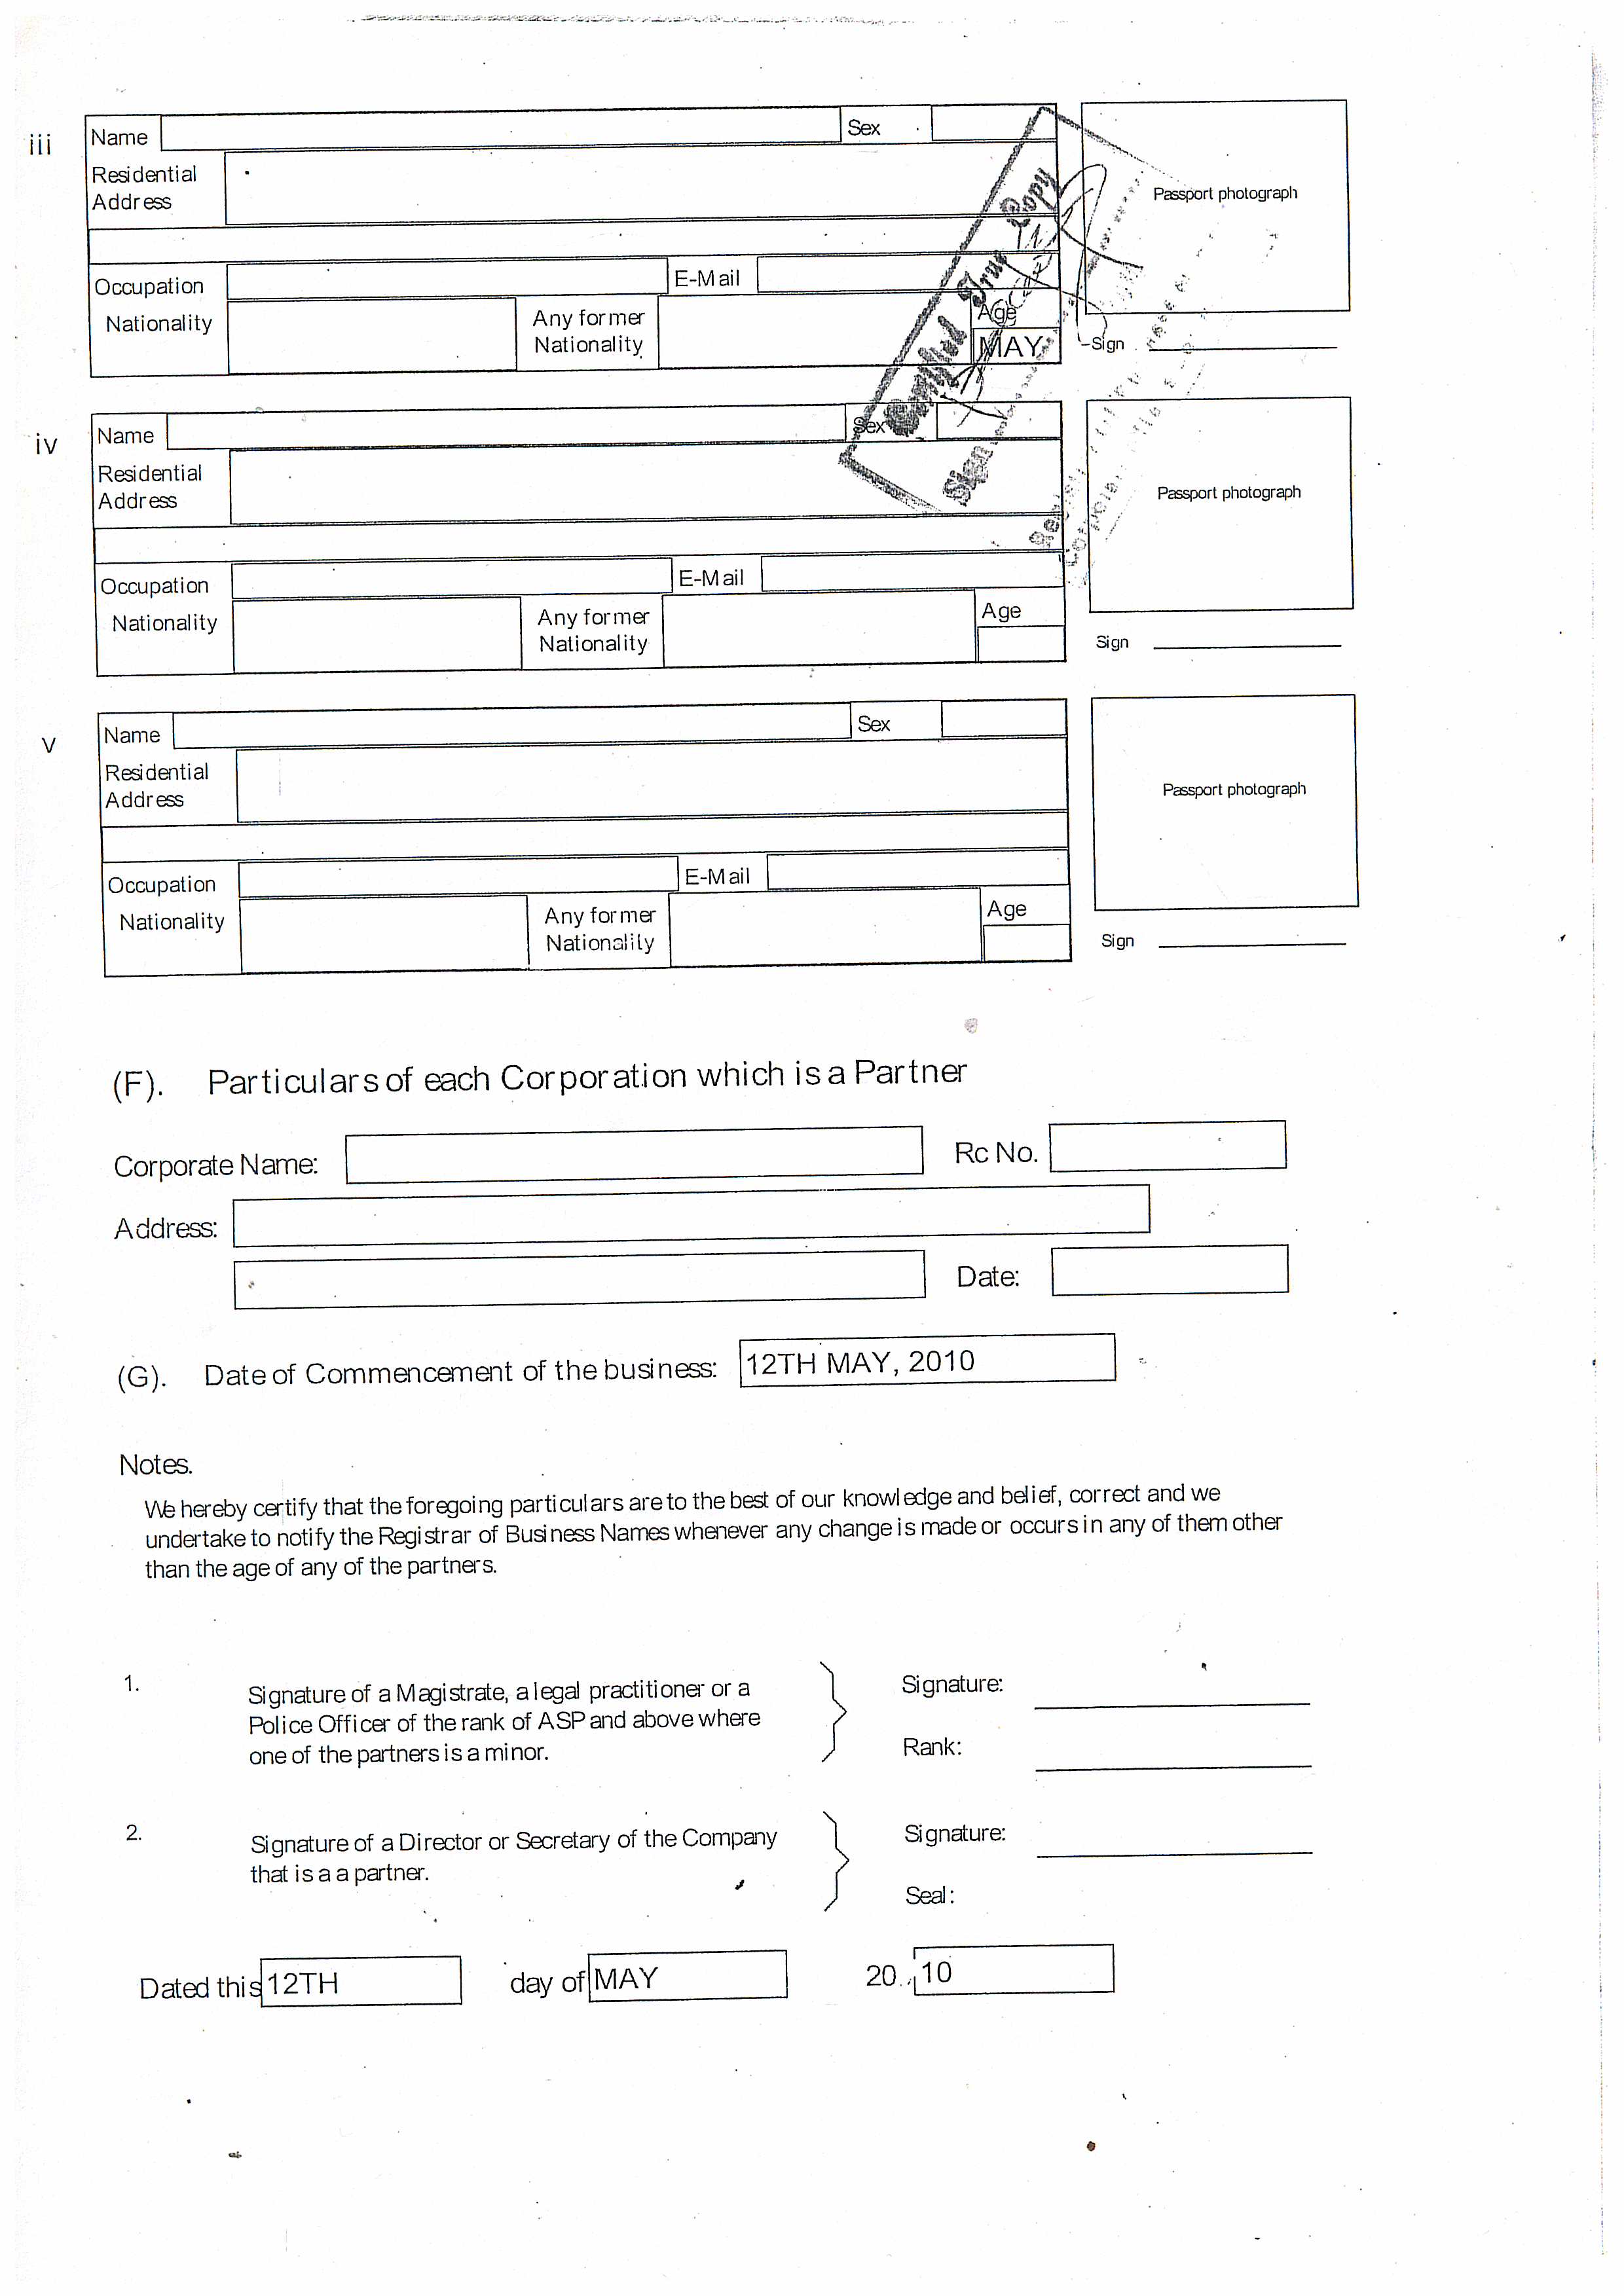 iii Name Sex
Residential
Address
Passport photograph
Occupation E-Mail
Nationality Any former
Nationality Age
MAY Sign
Certified True Copy
Sign
iv Name Sex
Residential
Address
Passport photograph
Occupation E-Mail
Nationality Any former
Nationality Age
Sign
v Name Sex
Residential
Address
Passport photograph
Occupation E-Mail
Nationality Any former
Nationality Age
Sign
(F). Particulars of each Corporation which is a Partner
Corporate Name: Rc No.
Address:
Date:
(G). Date of Commencement of the business: 12TH MAY, 2010
Notes.
We hereby certify that the foregoing particulars are to the best of our knowledge and belief, correct and we
undertake to notify the Registrar of Business Names whenever any change is made or occurs in any of them other
than the age of any of the partners.
1. Signature of a Magistrate, a legal practitioner or a
Police Officer of the rank of ASP and above where
one of the partners is a minor.
Signature:
Rank:
2. Signature of a Director or Secretary of the Company
that is a a partner.
Signature:
Seal:
Dated this 12TH day of MAY 20 10